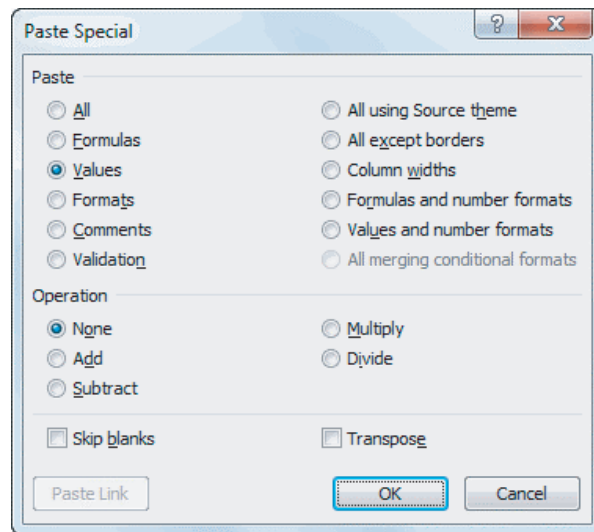 Paste Special
Paste
All
All using Source theme
Formulas
All except borders
Values
Column widths
Formats
Formulas and number formats
Comments
Values and number formats
Validation
All merging conditional formats
Operation
None
Multiply
Add
Divide
Subtract
Skip blanks
Transpose
Paste Link
OK
Cancel